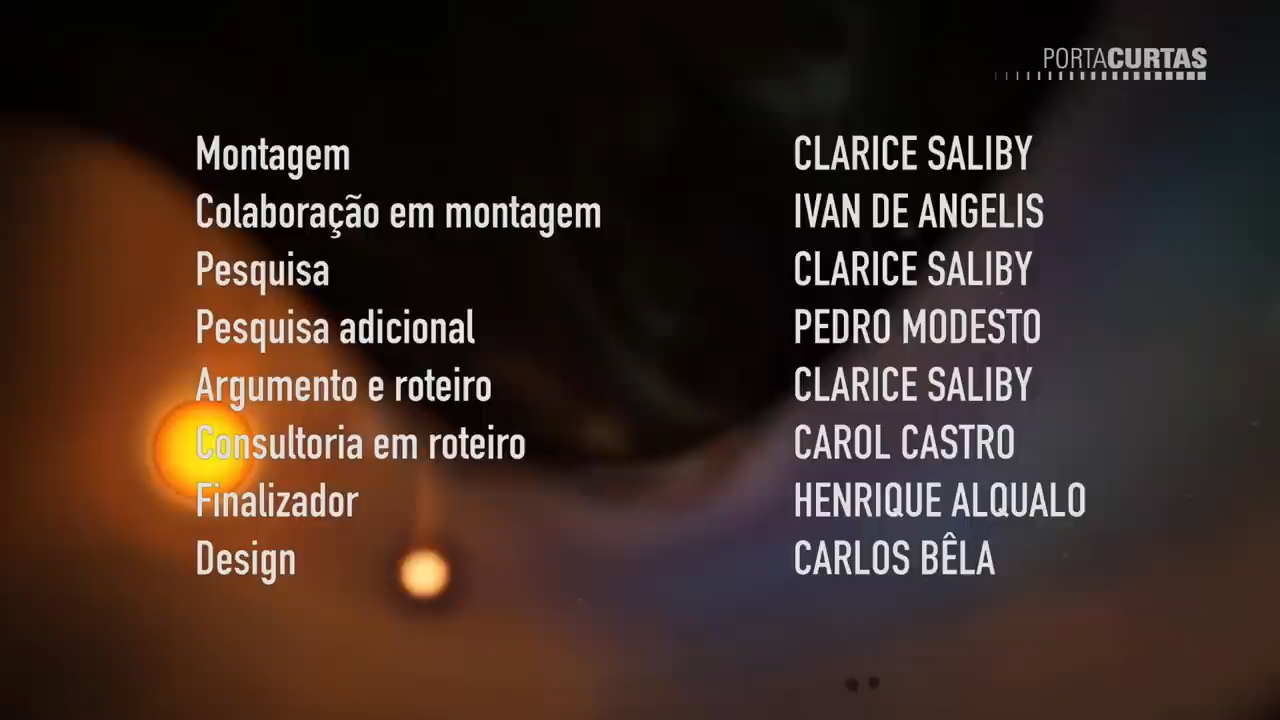 PORTACURTAS
Montagem CLARICE SALIBY
Colaboração em montagem IVAN DE ANGELIS
Pesquisa CLARICE SALIBY
Pesquisa adicional PEDRO MODESTO
Argumento e roteiro CLARICE SALIBY
Consultoria em roteiro CAROL CASTRO
Finalizador HENRIQUE ALQUALO
Design CARLOS BÊLA